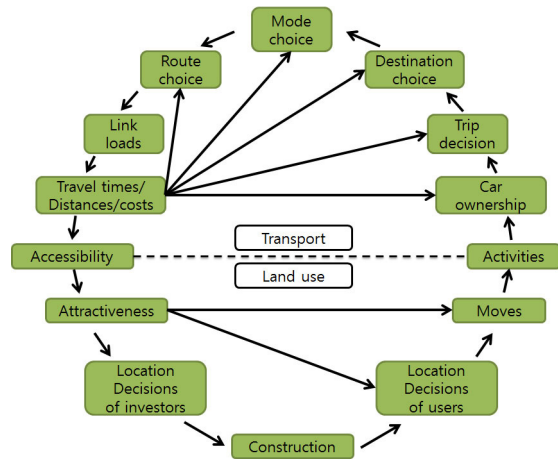 Mode
choice
Route
choice
Destination
choice
Link
loads
Trip
decision
Travel times/
Distances/costs
Car
ownership
Transport
Accessibility
Activities
Land use
Attractiveness
Moves
Location
Decisions
of investors
Location
Decisions
of users
Construction